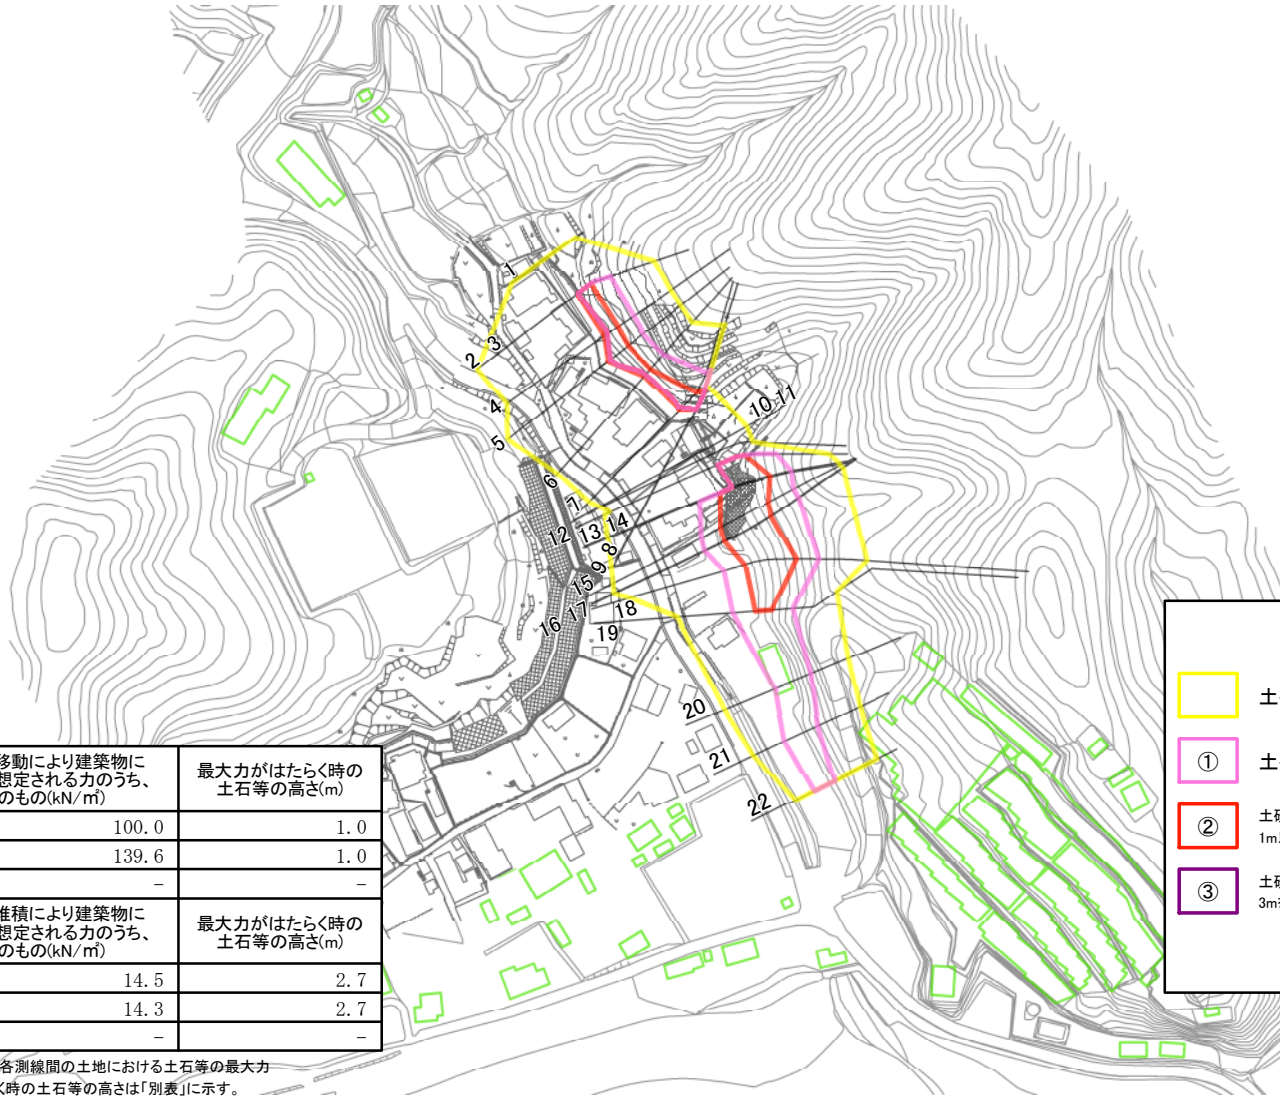 1
3
2
4
5
6
7
10
11
12
13
14
8
9
15
16
17
18
19
20
21
22
移動により建築物に
想定される力のうち、
のもの(kN/㎡)
最大力がはたらく時の
土石等の高さ(m)
100.0 1.0
139.6 1.0
- -
堆積により建築物に
想定される力のうち、
のもの(kN/㎡)
最大力がはたらく時の
土石等の高さ(m)
14.5 2.7
14.3 2.7
- -
各測線間の土地における土石等の最大力
く時の土石等の高さは「別表」に示す。
土
① 土
② 土
1m
③ 土
3m